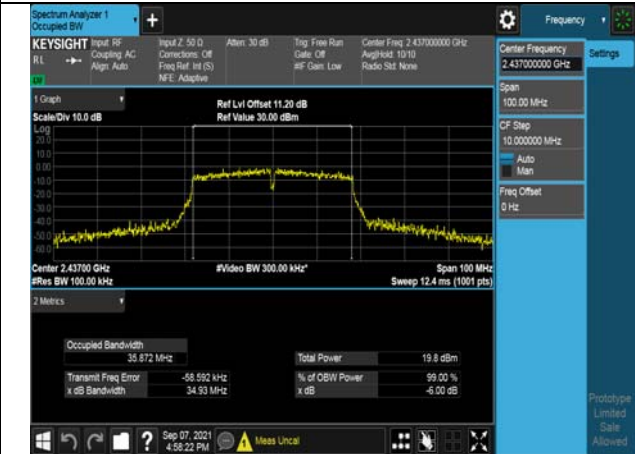 Spectrum Analyzer 1
Occupied BW
+
Frequency
KEYSIGHT
RL
Input: RF
Coupling: AC
Align: Auto
Input Z: 50 Ω
Corrections: Off
Freq Ref: Int (S)
NFE: Adaptive
Atten: 30 dB
Trig: Free Run
Gate: Off
#IF Gain: Low
Center Freq: 2.437000000 GHz
Avg|Hold: 10/10
Radio Std: None
Center Frequency
2.437000000 GHz
Settings
Span
100.00 MHz
CF Step
10.000000 MHz
Auto
Man
Freq Offset
0 Hz
1 Graph
Scale/Div 10.0 dB
Ref Lvl Offset 11.20 dB
Ref Value 30.00 dBm
Log
20.0
10.0
0.00
-10.0
-20.0
-30.0
-40.0
-50.0
-60.0
Center 2.43700 GHz
#Res BW 100.00 kHz
#Video BW 300.00 kHz*
Span 100 MHz
Sweep 12.4 ms (1001 pts)
2 Metrics
Occupied Bandwidth
35.872 MHz
Total Power
19.8 dBm
Transmit Freq Error
-58.592 kHz
% of OBW Power
99.00 %
x dB Bandwidth
34.93 MHz
x dB
-6.00 dB
Prototype
Limited
Sale
Allowed
?
Sep 07, 2021
4:58:22 PM
Meas Uncal